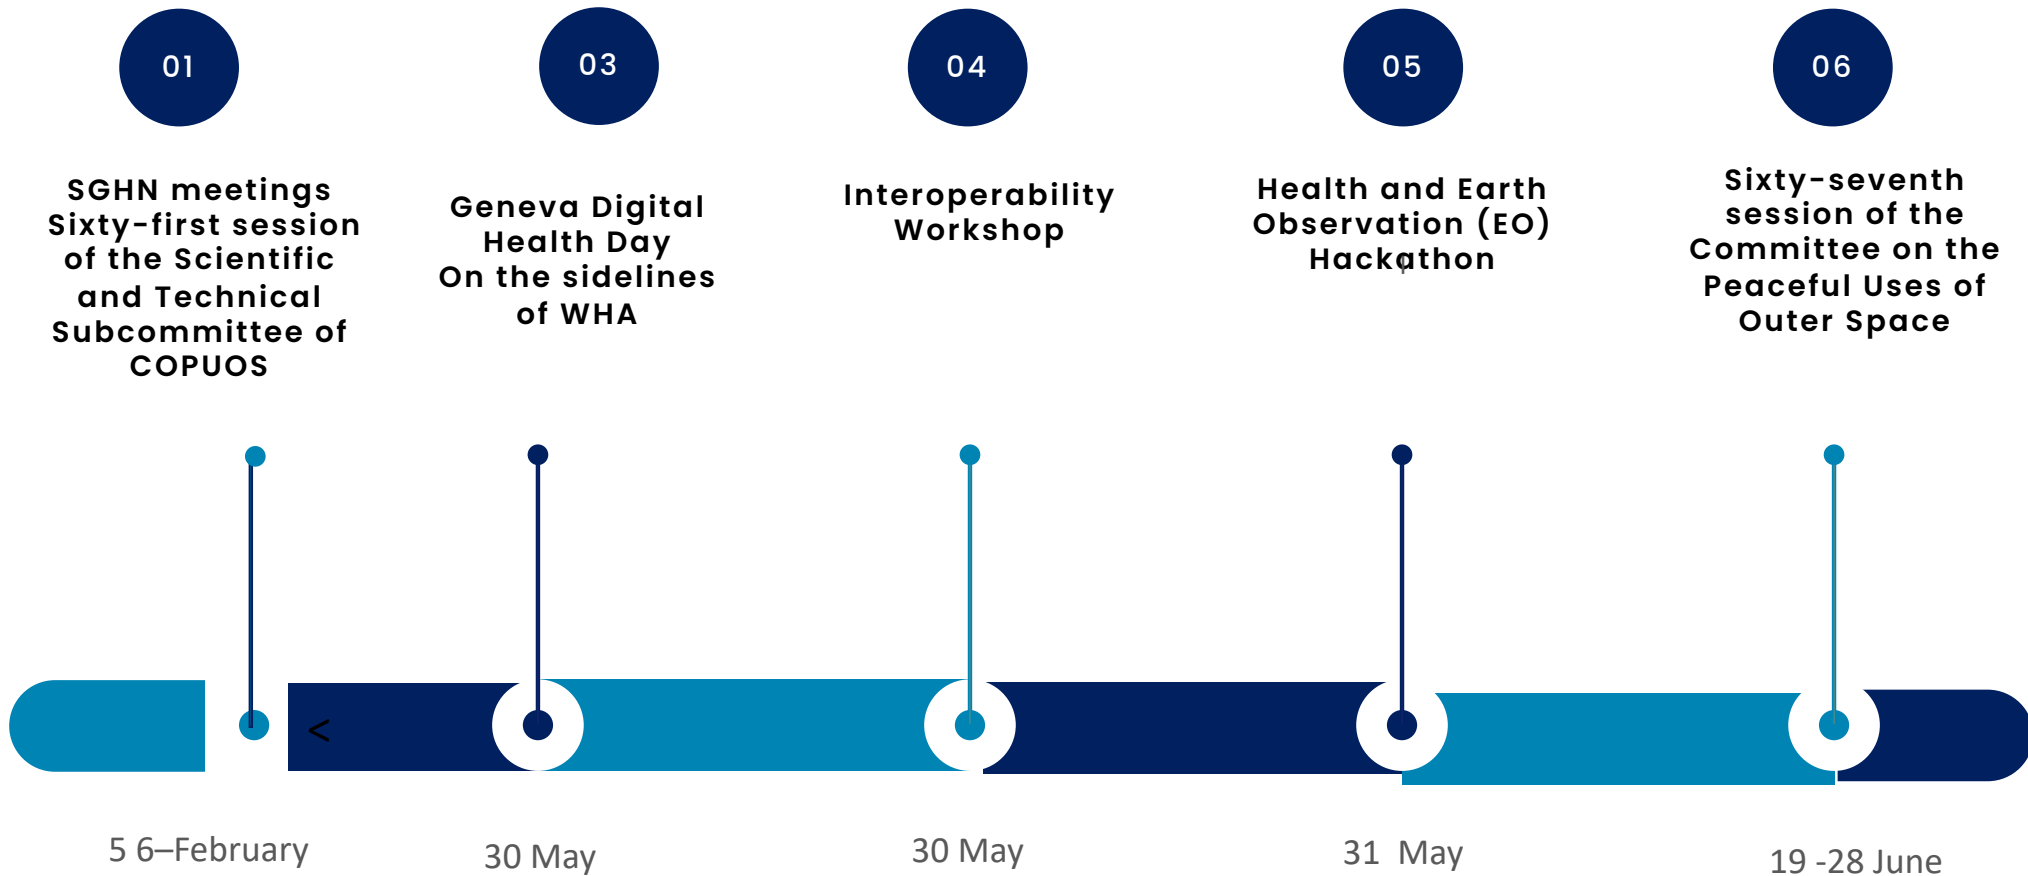 01
SGHN meetings
Sixty-first session
of the Scientific
and Technical
Subcommittee of
COPUOS
03
Geneva Digital
Health Day
On the sidelines
of WHA
04
Interoperability
Workshop
05
Health and Earth
Observation (EO)
Hackathon
06
Sixty-seventh
session of the
Committee on the
Peaceful Uses of
Outer Space
<
5 6–February
30 May
30 May
31 May
19 -28 June